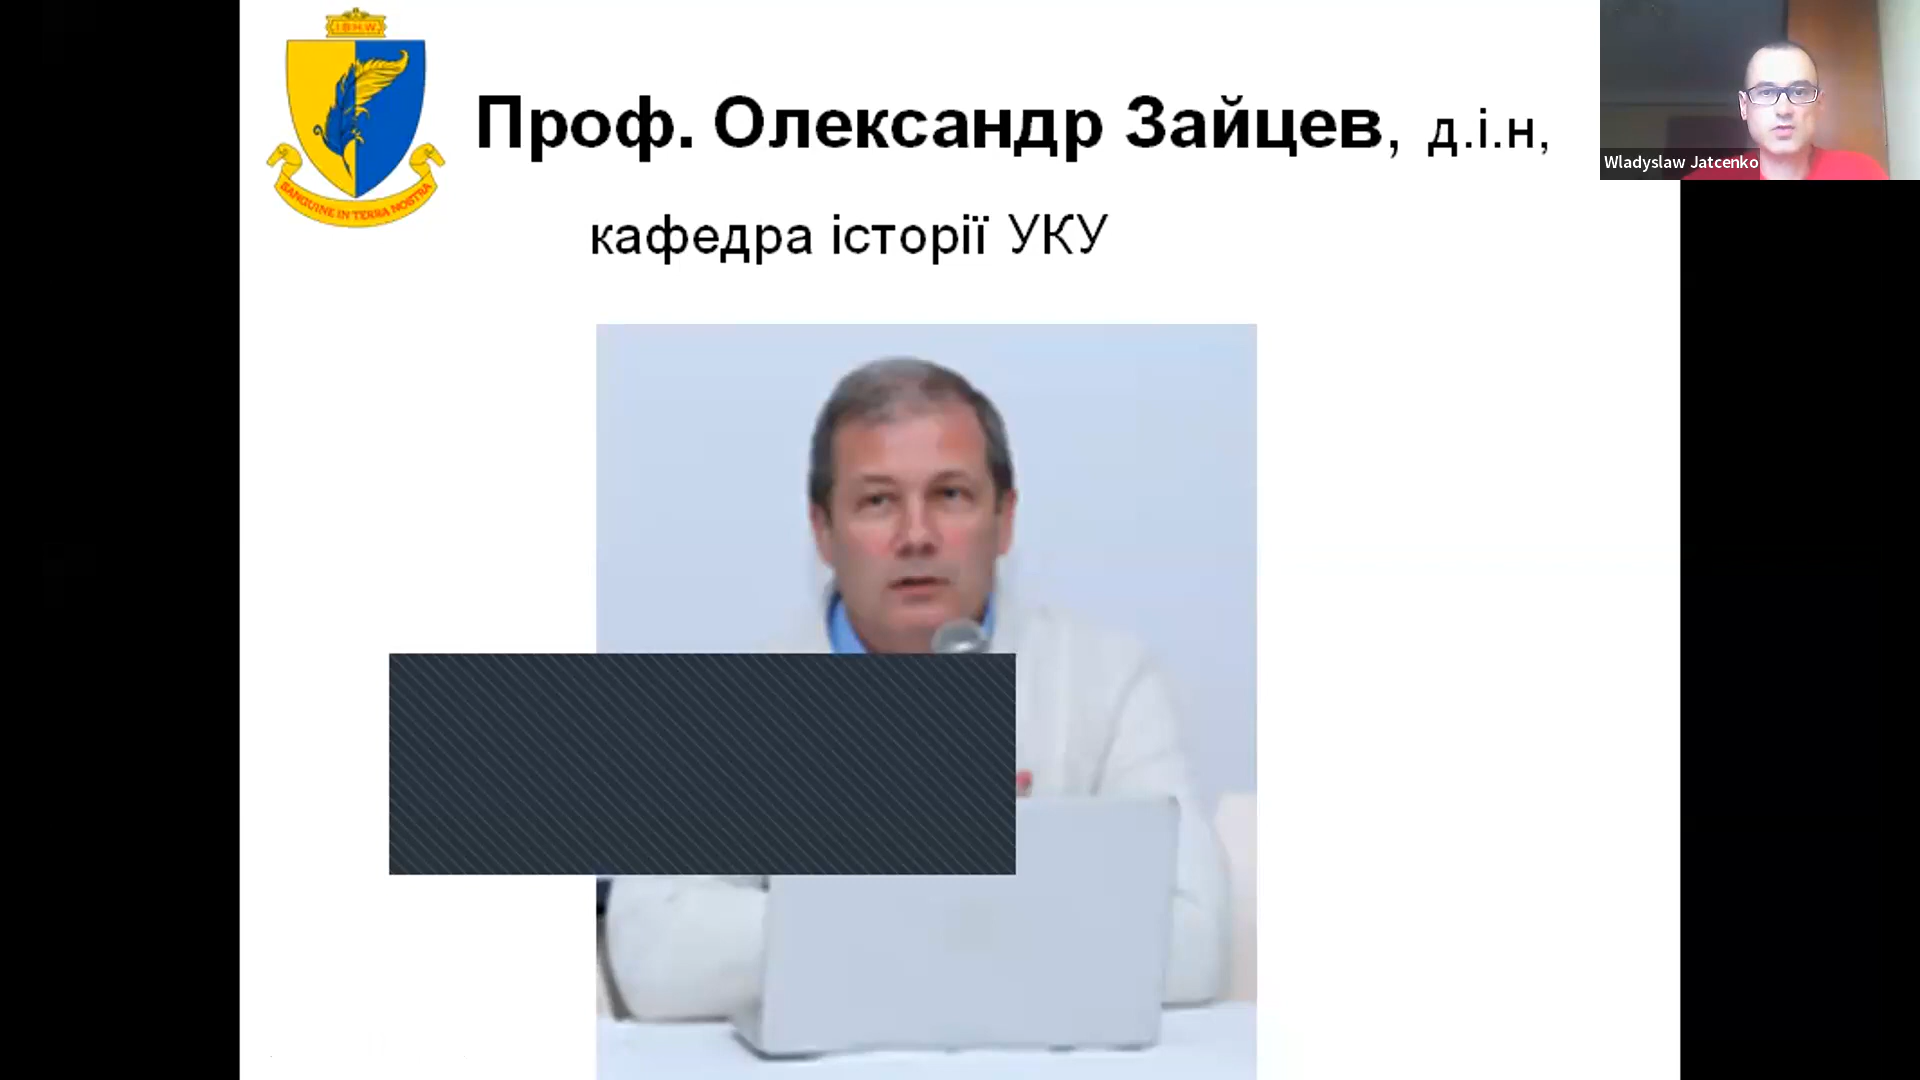 І.В.Н.W.
SANGUINE IN TERRA NOSTRA
Проф. Олександр Зайцев, д.і.н,
кафедра історії УКУ
Wladyslaw Jatcenko